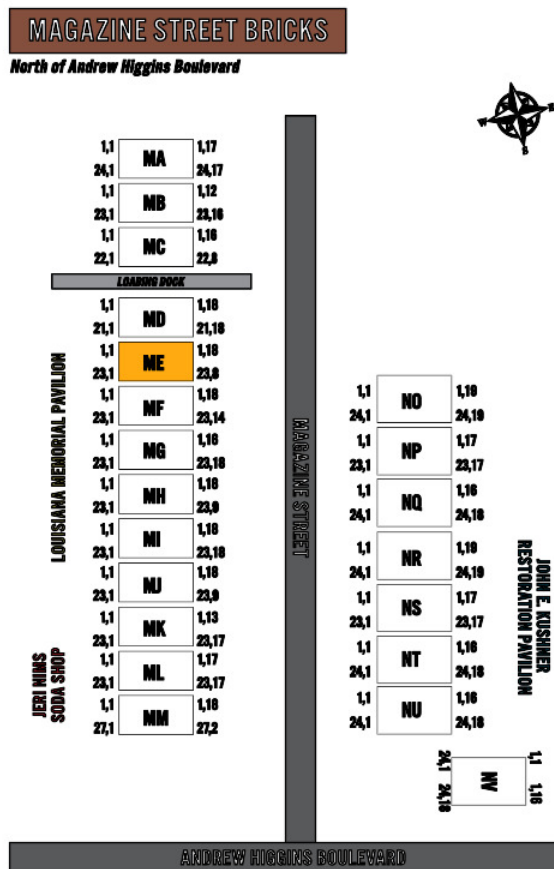 MAGAZINE STREET BRICKS
North of Andrew Higgins Boulevard
W
S
1,1 MA 1,17
24,1 24,17
1,1 MB 1,12
23,1 23,16
1,1 MC 1,16
22,1 22,8
LOADING DOCK
1,1 MD 1,18
21,1 21,18
1,1 ME 1,18
23,1 23,8
1,1 MF 1,18
23,1 23,14
1,1 MG 1,16
23,1 23,18
1,1 MH 1,18
23,1 23,9
1,1 MI 1,18
23,1 23,18
1,1 MJ 1,18
23,1 23,9
1,1 MK 1,13
23,1 23,17
1,1 ML 1,17
23,1 23,17
1,1 MM 1,18
27,1 27,2
LOUISIANA MEMORIAL PAVILION
JERI NIMS
SODA SHOP
MAGAZINE STREET
1,1 NO 1,19
24,1 24,19
1,1 NP 1,17
23,1 23,17
1,1 NQ 1,16
24,1 24,18
1,1 NR 1,19
24,1 24,19
1,1 NS 1,17
23,1 23,17
1,1 NT 1,16
24,1 24,18
1,1 NU 1,16
24,1 24,18
JOHN E. KUSHNER
RESTORATION PAVILION
24,1 NV 1,1
24,18 1,16
ANDREW HIGGINS BOULEVARD